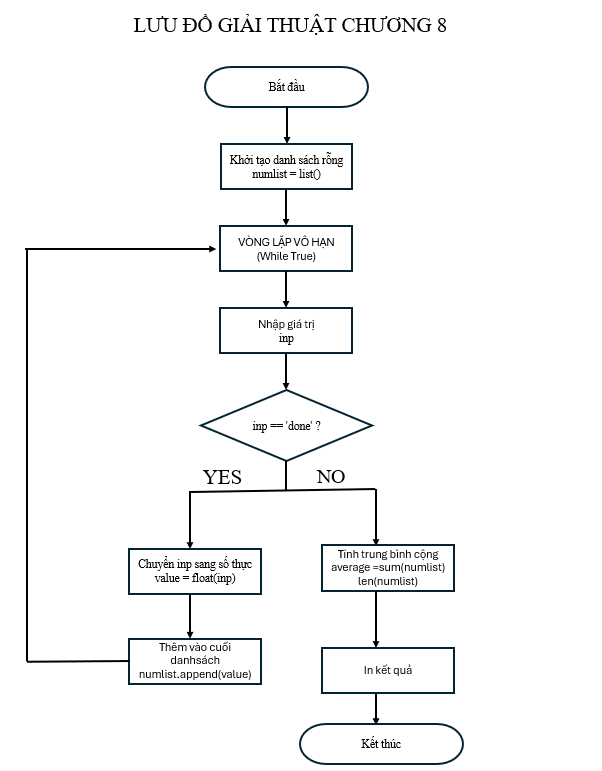 LƯU ĐỒ GIẢI THUẬT CHƯƠNG 8
Bắt đầu
Khởi tạo danh sách rỗng
numlist = list()
VÒNG LẶP VÔ HẠN
(While True)
Nhập giá trị
inp
inp == 'done' ?
YES
NO
Chuyển inp sang số thực
value = float(inp)
Thêm vào cuối
danhsách
numlist.append(value)
Tính trung bình cộng
average =sum(numlist)
len(numlist)
In kết quả
Kết thúc